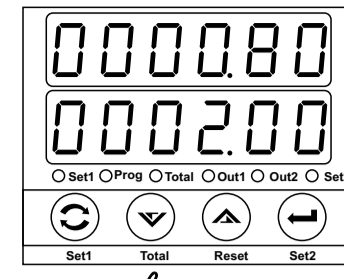 0000.80
0002.00
Set1 Prog Total Out1 Out2 Set
Set1 Total Reset Set2